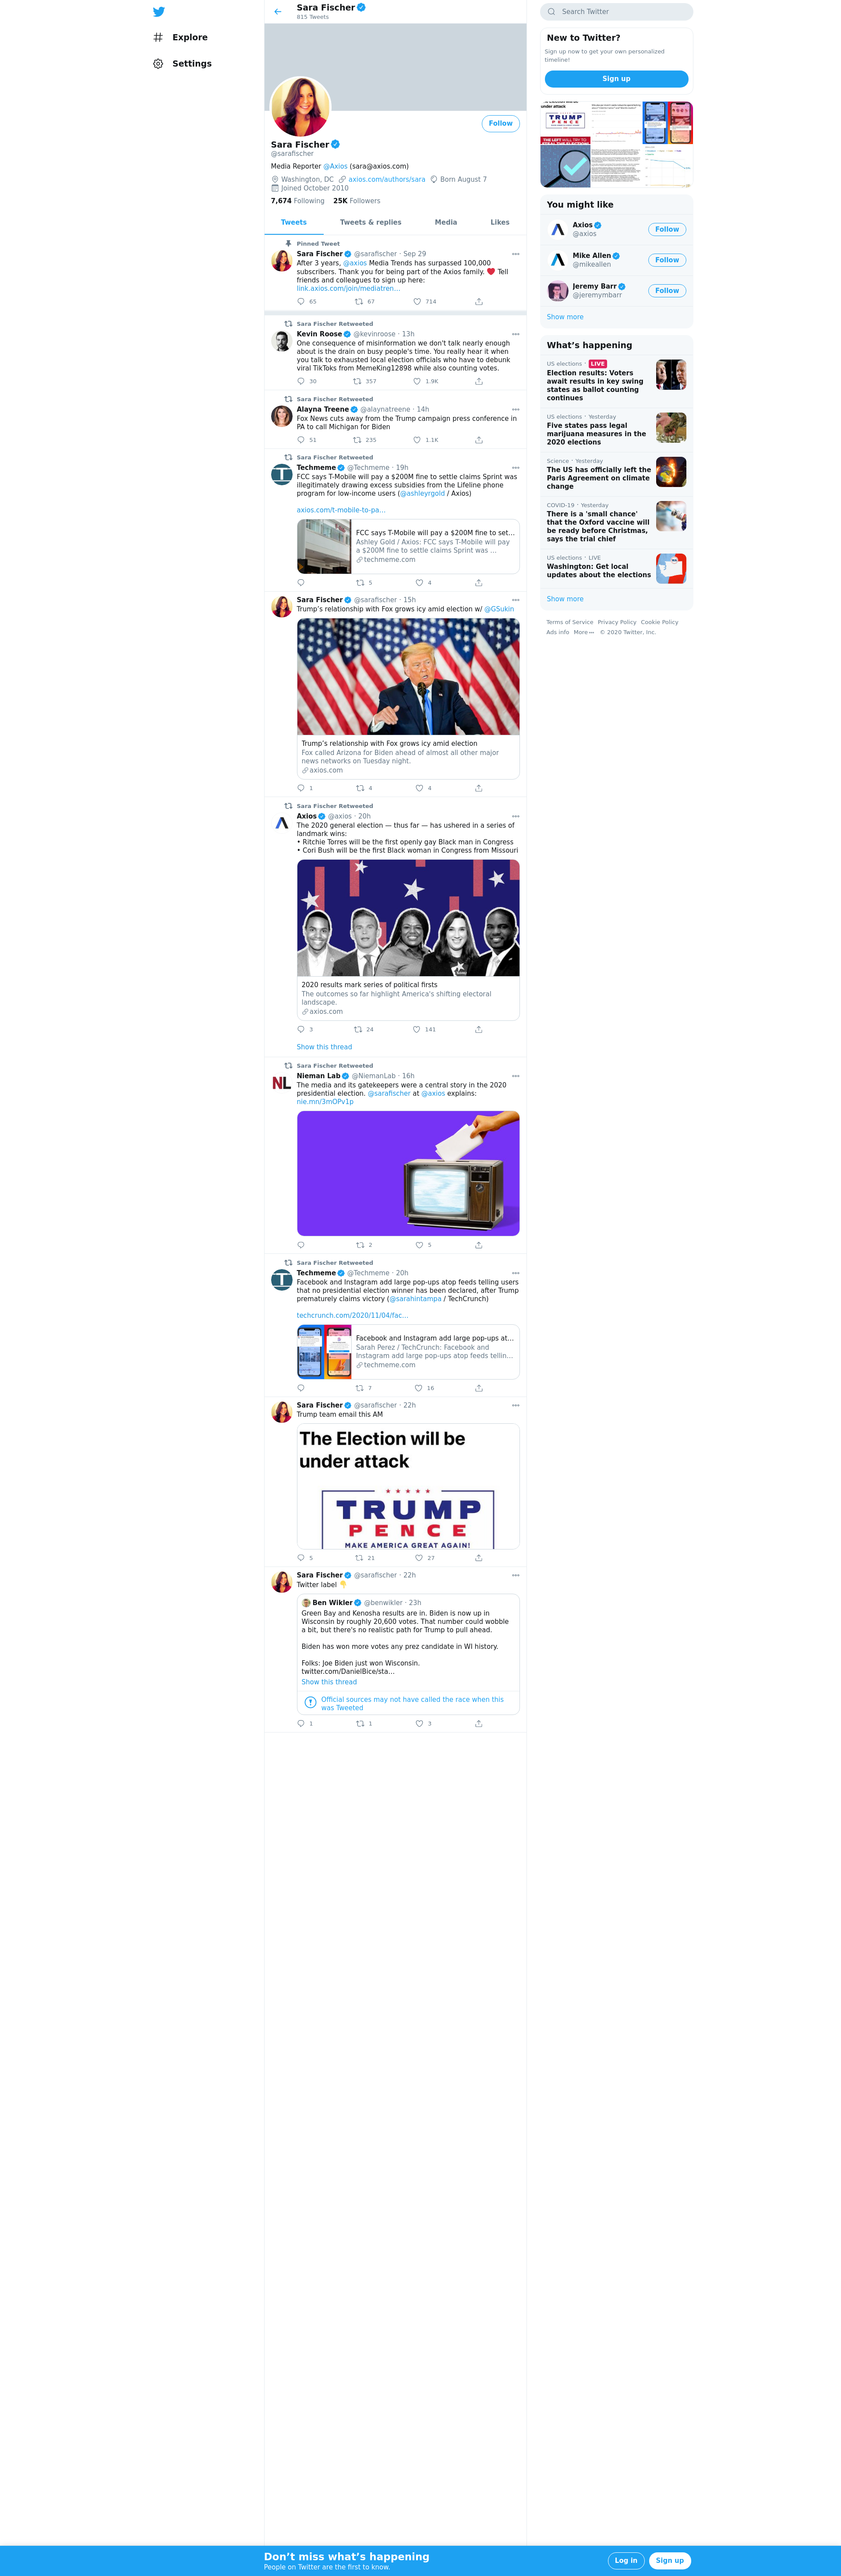 Explore
Settings
Sara Fischer
815 Tweets
Follow
Sara Fischer
@sarafischer
Media Reporter @Axios (sara@axios.com)
Washington, DC axios.com/authors/sara Born August 7
Joined October 2010
7,674 Following 25K Followers
Tweets Tweets & replies Media Likes
Pinned Tweet
Sara Fischer @sarafischer · Sep 29
After 3 years, @axios Media Trends has surpassed 100,000
subscribers. Thank you for being part of the Axios family. ❤️ Tell
friends and colleagues to sign up here:
link.axios.com/join/mediatren…
65 67 714
Sara Fischer Retweeted
Kevin Roose @kevinroose · 13h
One consequence of misinformation we don't talk nearly enough
about is the drain on busy people's time. You really hear it when
you talk to exhausted local election officials who have to debunk
viral TikToks from MemeKing12898 while also counting votes.
30 357 1.9K
Sara Fischer Retweeted
Alayna Treene @alaynatreene · 14h
Fox News cuts away from the Trump campaign press conference in
PA to call Michigan for Biden
51 235 1.1K
Sara Fischer Retweeted
Techmeme @Techmeme · 19h
FCC says T-Mobile will pay a $200M fine to settle claims Sprint was
illegitimately drawing excess subsidies from the Lifeline phone
program for low-income users (@ashleyrgold / Axios)
axios.com/t-mobile-to-pa…
FCC says T-Mobile will pay a $200M fine to set…
Ashley Gold / Axios: FCC says T-Mobile will pay
a $200M fine to settle claims Sprint was …
techmeme.com
5 4
Sara Fischer @sarafischer · 15h
Trump’s relationship with Fox grows icy amid election w/ @GSukin
Trump’s relationship with Fox grows icy amid election
Fox called Arizona for Biden ahead of almost all other major
news networks on Tuesday night.
axios.com
1 4 4
Sara Fischer Retweeted
Axios @axios · 20h
The 2020 general election — thus far — has ushered in a series of
landmark wins:
• Ritchie Torres will be the first openly gay Black man in Congress
• Cori Bush will be the first Black woman in Congress from Missouri
2020 results mark series of political firsts
The outcomes so far highlight America's shifting electoral
landscape.
axios.com
3 24 141
Show this thread
Sara Fischer Retweeted
NL
Nieman Lab @NiemanLab · 16h
The media and its gatekeepers were a central story in the 2020
presidential election. @sarafischer at @axios explains:
nie.mn/3mOPv1p
2 5
Sara Fischer Retweeted
Techmeme @Techmeme · 20h
Facebook and Instagram add large pop-ups atop feeds telling users
that no presidential election winner has been declared, after Trump
prematurely claims victory (@sarahintampa / TechCrunch)
techcrunch.com/2020/11/04/fac…
Facebook and Instagram add large pop-ups at…
Sarah Perez / TechCrunch: Facebook and
Instagram add large pop-ups atop feeds tellin…
techmeme.com
7 16
Sara Fischer @sarafischer · 22h
Trump team email this AM
The Election will be
under attack
TRUMP
PENCE
MAKE AMERICA GREAT AGAIN!
5 21 27
Sara Fischer @sarafischer · 22h
Twitter label 👇
Ben Wikler @benwikler · 23h
Green Bay and Kenosha results are in. Biden is now up in
Wisconsin by roughly 20,600 votes. That number could wobble
a bit, but there's no realistic path for Trump to pull ahead.
Biden has won more votes any prez candidate in WI history.
Folks: Joe Biden just won Wisconsin.
twitter.com/DanielBice/sta…
Show this thread
Official sources may not have called the race when this
was Tweeted
1 1 3
Search Twitter
New to Twitter?
Sign up now to get your own personalized
timeline!
Sign up
under attack
TRUMP
PENCE
THE LEFT WILL TRY TO
You might like
Axios
@axios
Follow
Mike Allen
@mikeallen
Follow
Jeremy Barr
@jeremymbarr
Follow
Show more
What’s happening
US elections · LIVE
Election results: Voters
await results in key swing
states as ballot counting
continues
US elections · Yesterday
Five states pass legal
marijuana measures in the
2020 elections
Science · Yesterday
The US has officially left the
Paris Agreement on climate
change
COVID-19 · Yesterday
There is a 'small chance'
that the Oxford vaccine will
be ready before Christmas,
says the trial chief
US elections · LIVE
Washington: Get local
updates about the elections
Show more
Terms of Service Privacy Policy Cookie Policy
Ads info More © 2020 Twitter, Inc.
Don’t miss what’s happening
People on Twitter are the first to know.
Log in Sign up